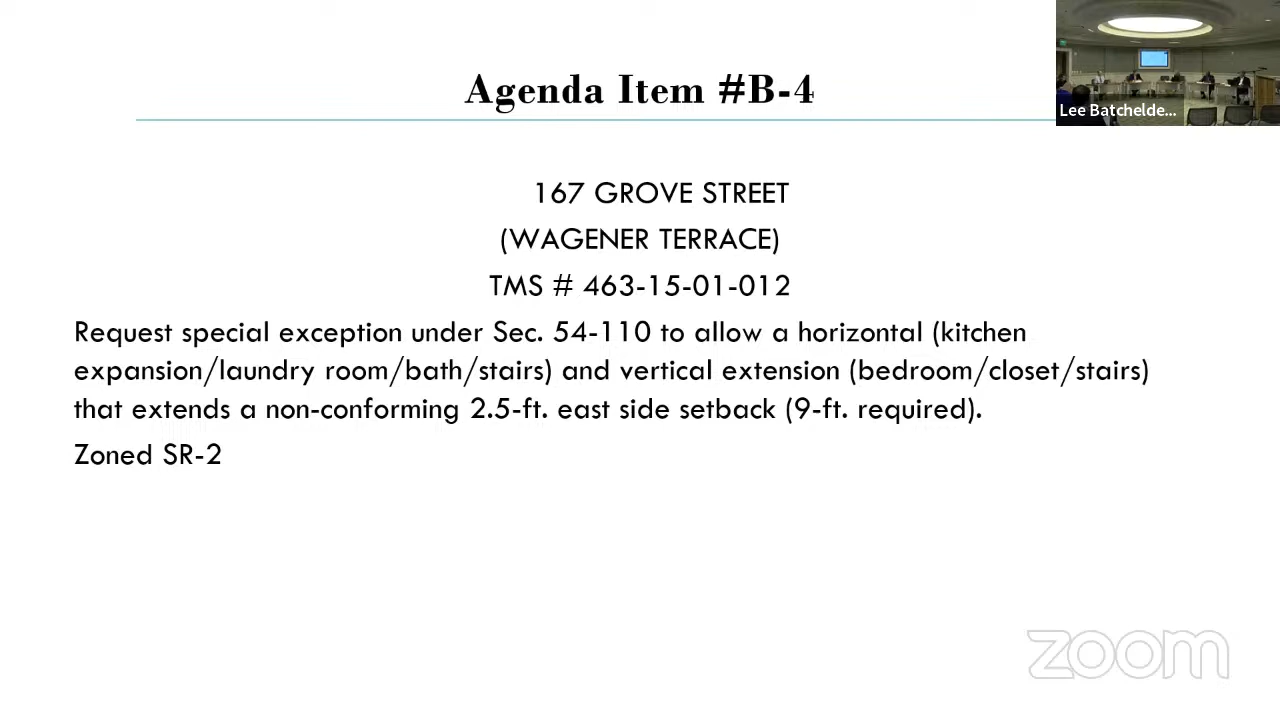 Agenda Item #B-4
Lee Batchelde...
167 GROVE STREET
(WAGENER TERRACE)
TMS # 463-15-01-012
Request special exception under Sec. 54-110 to allow a horizontal (kitchen
expansion/laundry room/bath/stairs) and vertical extension (bedroom/closet/stairs)
that extends a non-conforming 2.5-ft. east side setback (9-ft. required).
Zoned SR-2
zoom